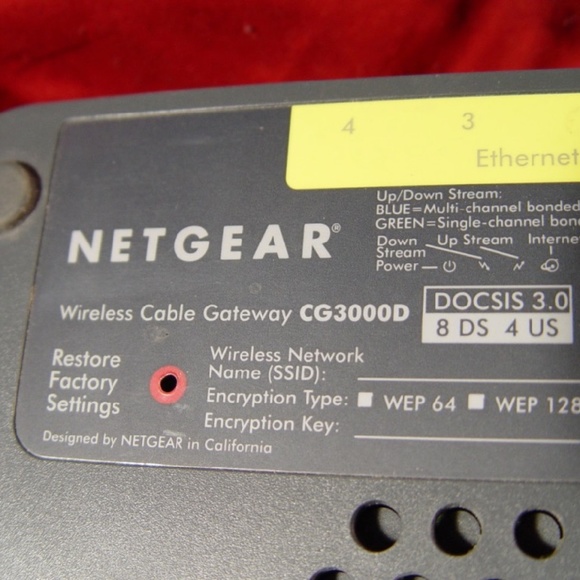 4 3
Ethernet
Up/Down Stream:
BLUE=Multi-channel bonded
GREEN=Single-channel bon
Down Up Stream Interne
Stream
Power
NETGEAR®
Wireless Cable Gateway CG3000D
DOCSIS 3.0
8 DS 4 US
Restore
Factory
Settings
Wireless Network
Name (SSID):
Encryption Type: WEP 64 WEP 128
Encryption Key:
Designed by NETGEAR in California